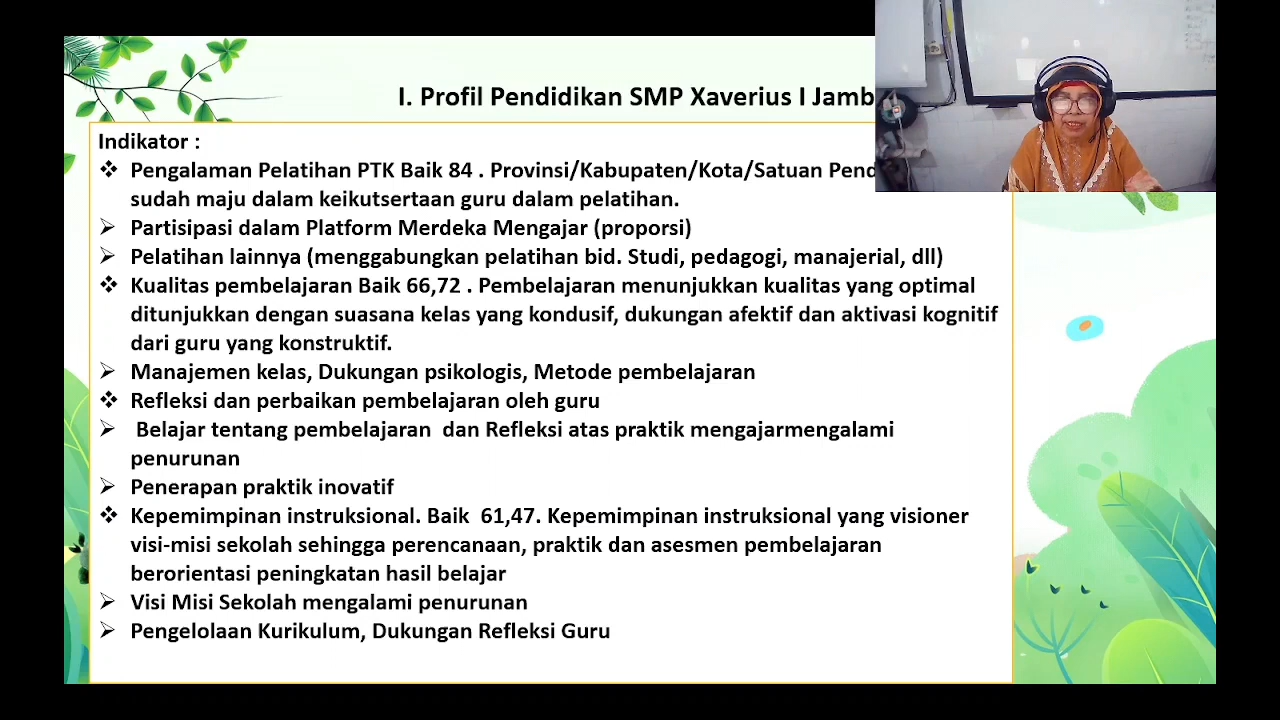 I. Profil Pendidikan SMP Xaverius I Jamb
Indikator :
❖ Pengalaman Pelatihan PTK Baik 84 . Provinsi/Kabupaten/Kota/Satuan
sudah maju dalam keikutsertaan guru dalam pelatihan.
➢ Partisipasi dalam Platform Merdeka Mengajar (proporsi)
➢ Pelatihan lainnya (menggabungkan pelatihan bid. Studi, pedagogi, manajerial, dll)
❖ Kualitas pembelajaran Baik 66,72 . Pembelajaran menunjukkan kualitas yang optimal
ditunjukkan dengan suasana kelas yang kondusif, dukungan afektif dan aktivasi kognitif
dari guru yang konstruktif.
➢ Manajemen kelas, Dukungan psikologis, Metode pembelajaran
❖ Refleksi dan perbaikan pembelajaran oleh guru
➢ Belajar tentang pembelajaran  dan Refleksi atas praktik mengajarmengalami
penurunan
➢ Penerapan praktik inovatif
❖ Kepemimpinan instruksional. Baik  61,47. Kepemimpinan instruksional yang visioner
visi-misi sekolah sehingga perencanaan, praktik dan asesmen pembelajaran
berorientasi peningkatan hasil belajar
➢ Visi Misi Sekolah mengalami penurunan
➢ Pengelolaan Kurikulum, Dukungan Refleksi Guru